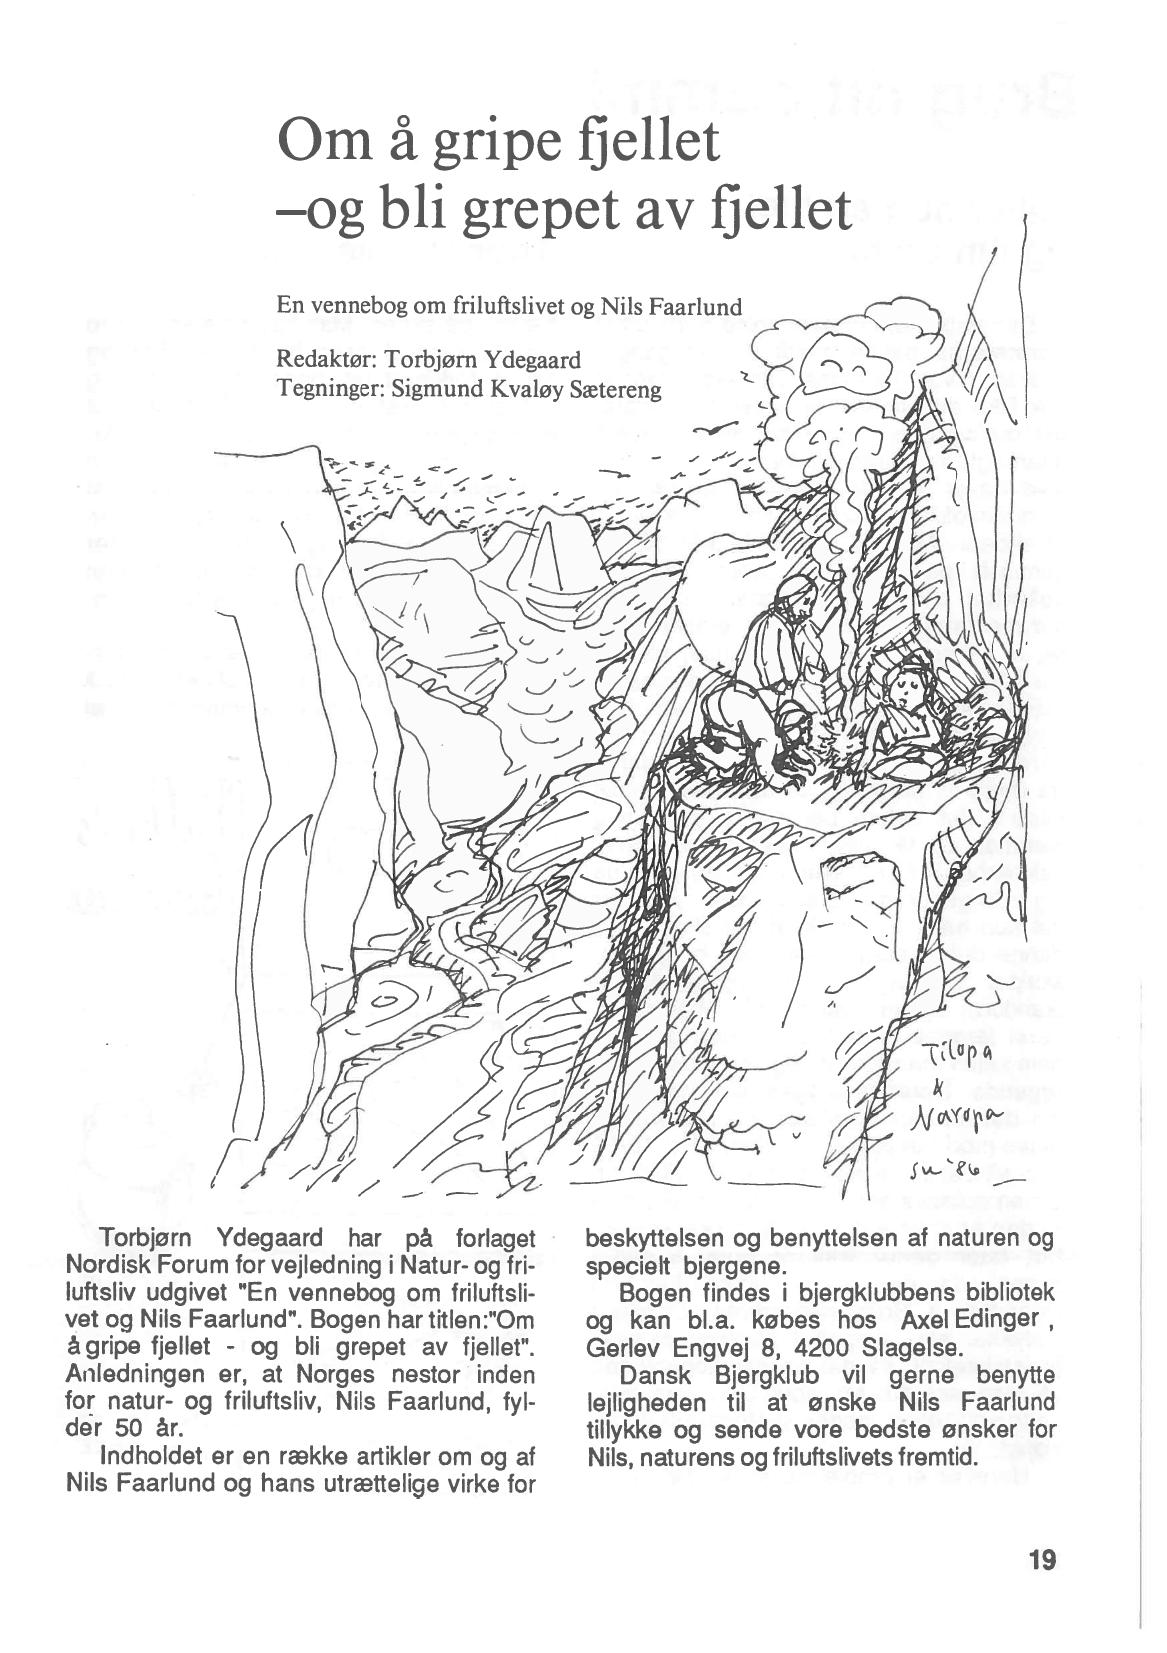 Om å gripe fjellet
–og bli grepet av fjellet
En vennebog om friluftslivet og Nils Faarlund
Redaktør: Torbjørn Ydegaard
Tegninger: Sigmund Kvaløy Sætereng
Tilopa
&
Naropa
'86
Torbjørn Ydegaard har på forlaget
Nordisk Forum for vejledning i Natur- og fri-
luftsliv udgivet "En vennebog om friluftsli-
vet og Nils Faarlund". Bogen har titlen:"Om
å gripe fjellet - og bli grepet av fjellet".
Anledningen er, at Norges nestor inden
for natur- og friluftsliv, Nils Faarlund, fyl-
der 50 år.
Indholdet er en række artikler om og af
Nils Faarlund og hans utrættelige virke for
beskyttelsen og benyttelsen af naturen og
specielt bjergene.
Bogen findes i bjergklubbens bibliotek
og kan bl.a. købes hos Axel Edinger ,
Gerlev Engvej 8, 4200 Slagelse.
Dansk Bjergklub vil gerne benytte
lejligheden til at ønske Nils Faarlund
tillykke og sende vore bedste ønsker for
Nils, naturens og friluftslivets fremtid.
19